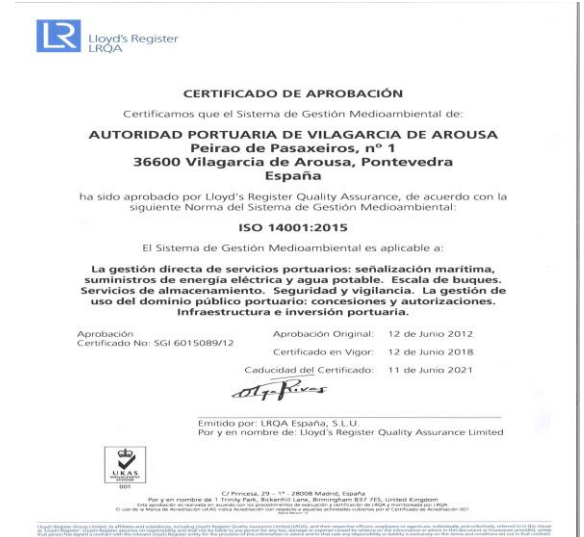 LR
Lloyd's Register
LRQA
CERTIFICADO DE APROBACIÓN
Certificamos que el Sistema de Gestión Medioambiental de:
AUTORIDAD PORTUARIA DE VILAGARCIA DE AROUSA
Peirao de Pasaxeiros, nº 1
36600 Vilagarcia de Arousa, Pontevedra
España
ha sido aprobado por Lloyd's Register Quality Assurance, de acuerdo con la
siguiente Norma del Sistema de Gestión Medioambiental:
ISO 14001:2015
El Sistema de Gestión Medioambiental es aplicable a:
La gestión directa de servicios portuarios: señalización marítima,
suministros de energía eléctrica y agua potable. Escala de buques.
Servicios de almacenamiento. Seguridad y vigilancia. La gestión de
uso del dominio público portuario: concesiones y autorizaciones.
Infraestructura e inversión portuaria.
Aprobación Aprobación Original: 12 de Junio 2012
Certificado No: SGI 6015089/12
Certificado en Vigor: 12 de Junio 2018
Caducidad del Certificado: 11 de Junio 2021
Olga Rivas
Emitido por: LRQA España, S.L.U.
Por y en nombre de: Lloyd's Register Quality Assurance Limited
UKAS
MANAGEMENT
SYSTEMS
001
C/ Princesa, 29 – 1º - 28008 Madrid, España
Por y en nombre de 1 Trinity Park, Bickenhill Lane, Birmingham B37 7ES, United Kingdom